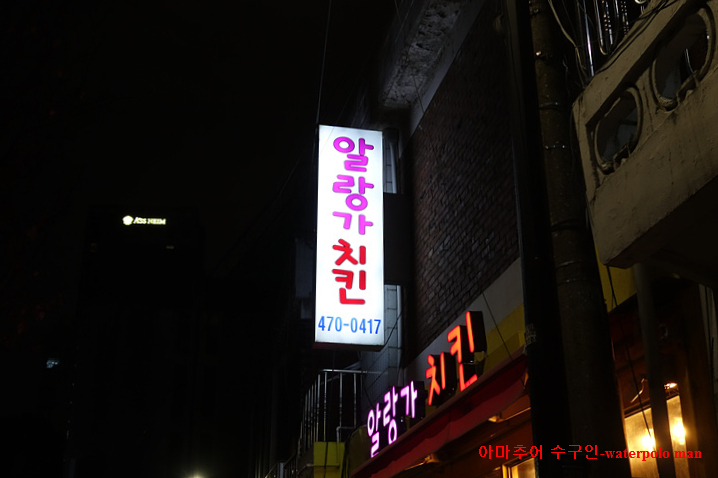 알랑가
치킨
470-0417
알랑가 치킨
아마추어 수구인-waterpolo man